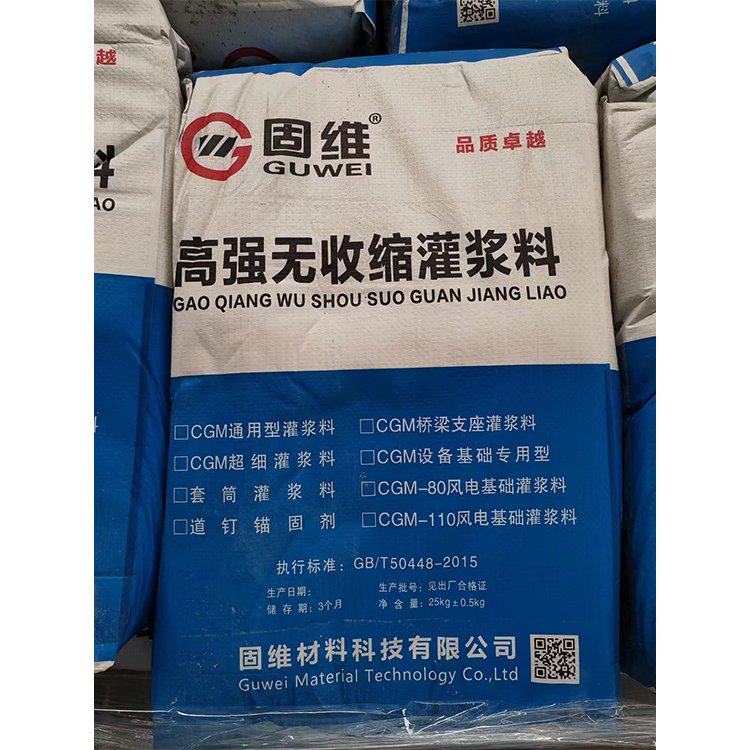 料
固维®
GUWEI
品质卓越
料
AO
高强无收缩灌浆料
GAO QIANG WU SHOU SUO GUAN JIANG LIAO
□CGM通用型灌浆料 □CGM桥梁支座灌浆料
□CGM超细灌浆料 □CGM设备基础专用型
□套筒灌浆料 □CGM-80风电基础灌浆料
□道钉锚固剂 □CGM-110风电基础灌浆料
执行标准：GB/T50448-2015
生产日期： 生产批号：见出厂合格证
储存期：3个月 净含量：25kg±0.5kg
固维材料科技有限公司
Guwei Material Technology Co.,Ltd